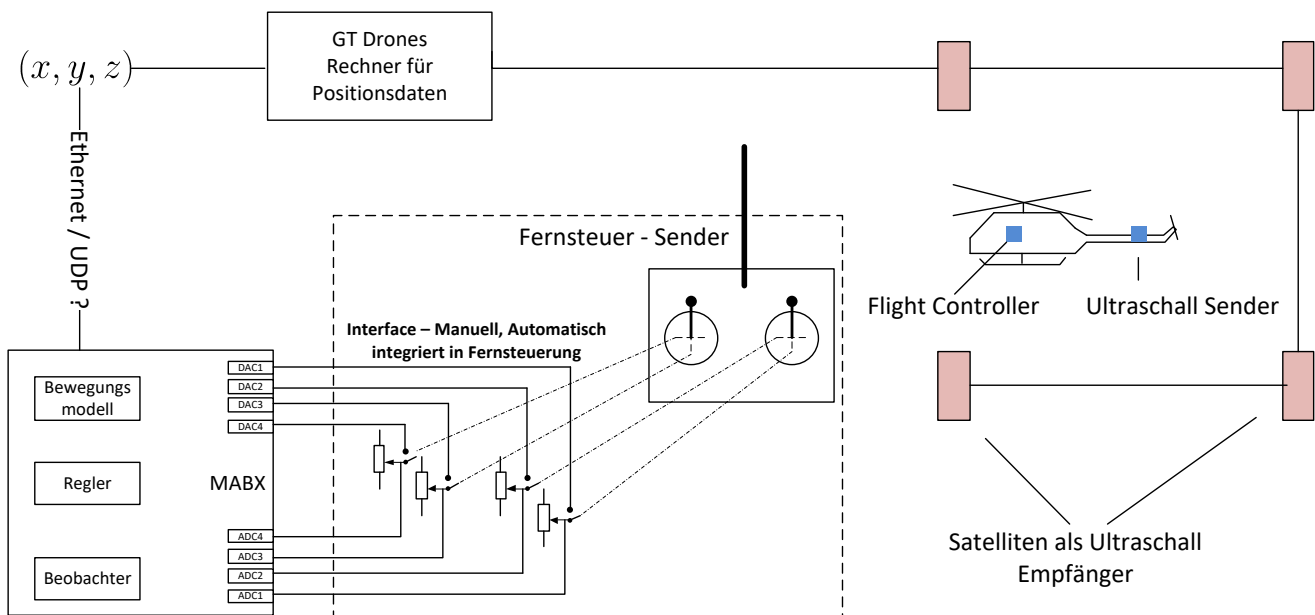 GT Drones
Rechner für
Positionsdaten
(x, y, z)
Ethernet / UDP ?
Fernsteuer - Sender
Flight Controller
Ultraschall Sender
Interface – Manuell, Automatisch
integriert in Fernsteuerung
Bewegungs
modell
Regler
Beobachter
MABX
DAC1
DAC2
DAC3
DAC4
ADC4
ADC3
ADC2
ADC1
Satelliten als Ultraschall
Empfänger